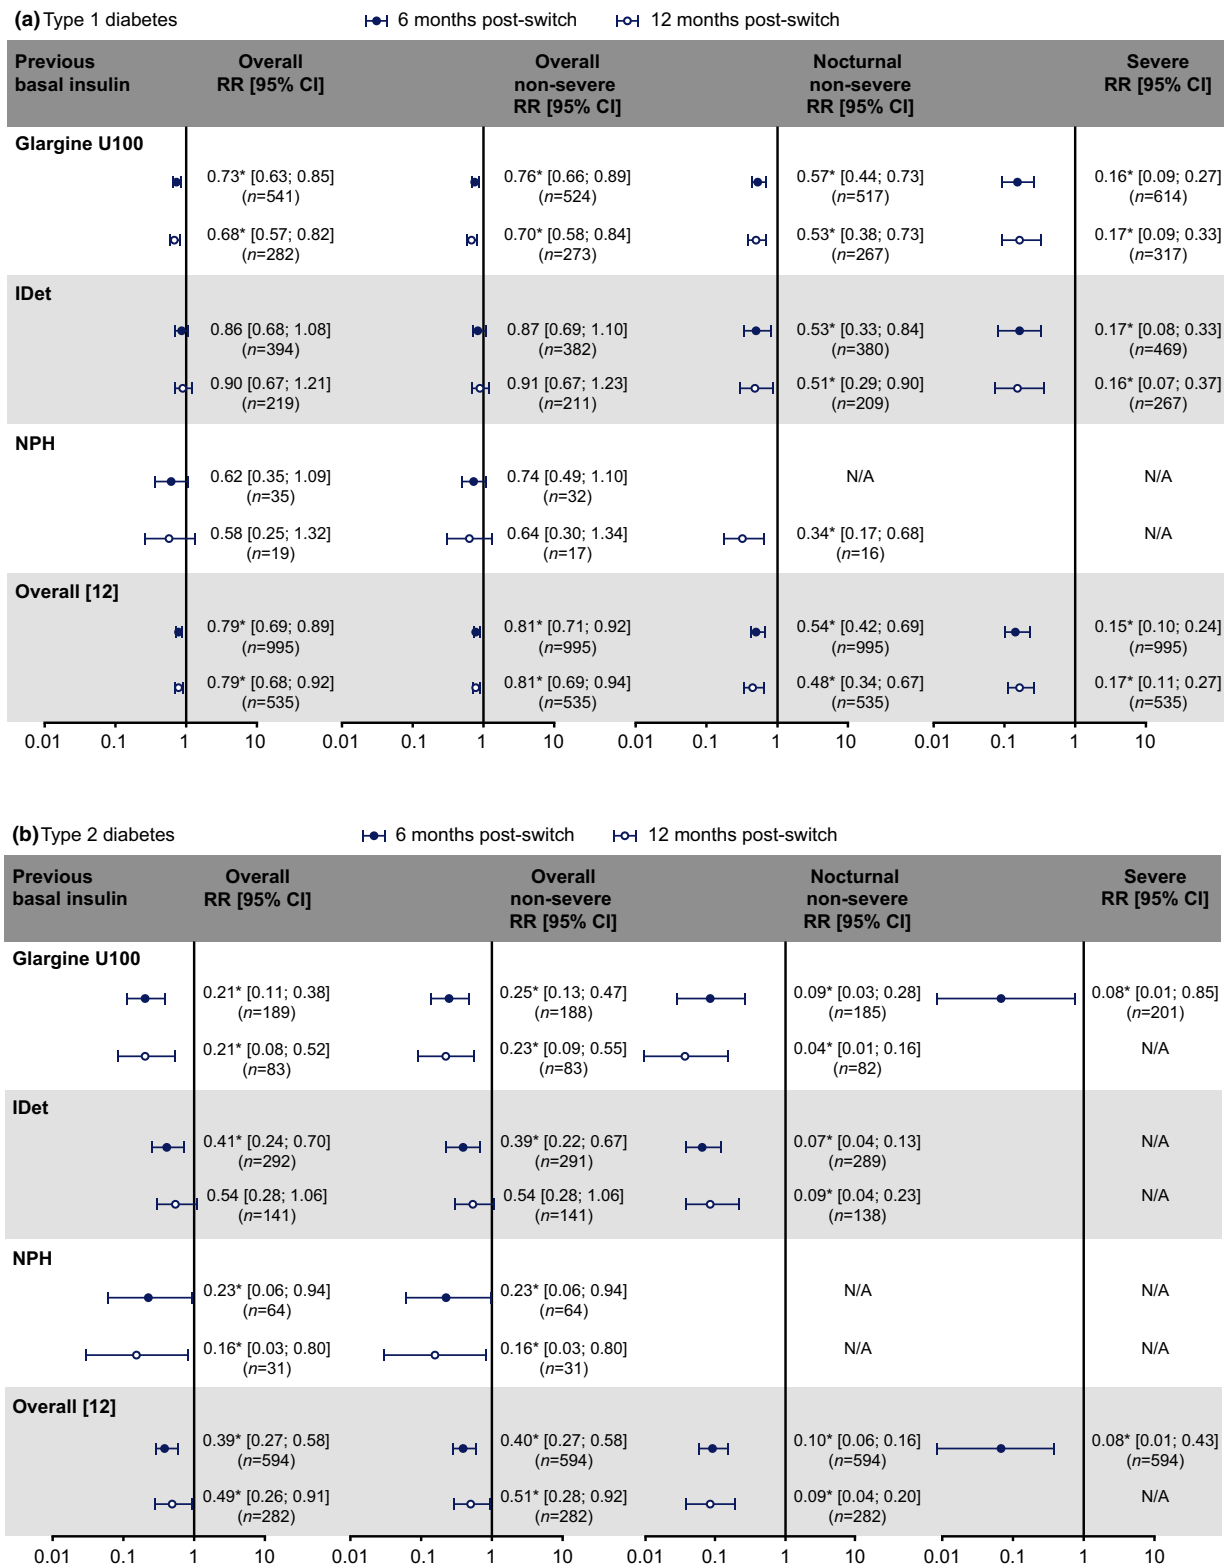 (a) Type 1 diabetes 6 months post-switch 12 months post-switch
Previous Overall Overall Nocturnal Severe
basal insulin RR [95% CI] non-severe non-severe RR [95% CI]
RR [95% CI] RR [95% CI]
Glargine U100
0.73* [0.63; 0.85] 0.76* [0.66; 0.89] 0.57* [0.44; 0.73] 0.16* [0.09; 0.27]
(n=541) (n=524) (n=517) (n=614)
0.68* [0.57; 0.82] 0.70* [0.58; 0.84] 0.53* [0.38; 0.73] 0.17* [0.09; 0.33]
(n=282) (n=273) (n=267) (n=317)
IDet
0.86 [0.68; 1.08] 0.87 [0.69; 1.10] 0.53* [0.33; 0.84] 0.17* [0.08; 0.33]
(n=394) (n=382) (n=380) (n=469)
0.90 [0.67; 1.21] 0.91 [0.67; 1.23] 0.51* [0.29; 0.90] 0.16* [0.07; 0.37]
(n=219) (n=211) (n=209) (n=267)
NPH
0.62 [0.35; 1.09] 0.74 [0.49; 1.10] N/A N/A
(n=35) (n=32)
0.58 [0.25; 1.32] 0.64 [0.30; 1.34] 0.34* [0.17; 0.68] N/A
(n=19) (n=17) (n=16)
Overall [12]
0.79* [0.69; 0.89] 0.81* [0.71; 0.92] 0.54* [0.42; 0.69] 0.15* [0.10; 0.24]
(n=995) (n=995) (n=995) (n=995)
0.79* [0.68; 0.92] 0.81* [0.69; 0.94] 0.48* [0.34; 0.67] 0.17* [0.11; 0.27]
(n=535) (n=535) (n=535) (n=535)
0.01 0.1 1 10 0.01 0.1 1 10 0.01 0.1 1 10 0.01 0.1 1 10
(b) Type 2 diabetes 6 months post-switch 12 months post-switch
Previous Overall Overall Nocturnal Severe
basal insulin RR [95% CI] non-severe non-severe RR [95% CI]
RR [95% CI] RR [95% CI]
Glargine U100
0.21* [0.11; 0.38] 0.25* [0.13; 0.47] 0.09* [0.03; 0.28] 0.08* [0.01; 0.85]
(n=189) (n=188) (n=185) (n=201)
0.21* [0.08; 0.52] 0.23* [0.09; 0.55] 0.04* [0.01; 0.16] N/A
(n=83) (n=83) (n=82)
IDet
0.41* [0.24; 0.70] 0.39* [0.22; 0.67] 0.07* [0.04; 0.13] N/A
(n=292) (n=291) (n=289)
0.54 [0.28; 1.06] 0.54 [0.28; 1.06] 0.09* [0.04; 0.23] N/A
(n=141) (n=141) (n=138)
NPH
0.23* [0.06; 0.94] 0.23* [0.06; 0.94] N/A N/A
(n=64) (n=64)
0.16* [0.03; 0.80] 0.16* [0.03; 0.80] N/A N/A
(n=31) (n=31)
Overall [12]
0.39* [0.27; 0.58] 0.40* [0.27; 0.58] 0.10* [0.06; 0.16] 0.08* [0.01; 0.43]
(n=594) (n=594) (n=594) (n=594)
0.49* [0.26; 0.91] 0.51* [0.28; 0.92] 0.09* [0.04; 0.20] N/A
(n=282) (n=282) (n=282)
0.01 0.1 1 10 0.01 0.1 1 10 0.01 0.1 1 10 0.01 0.1 1 10